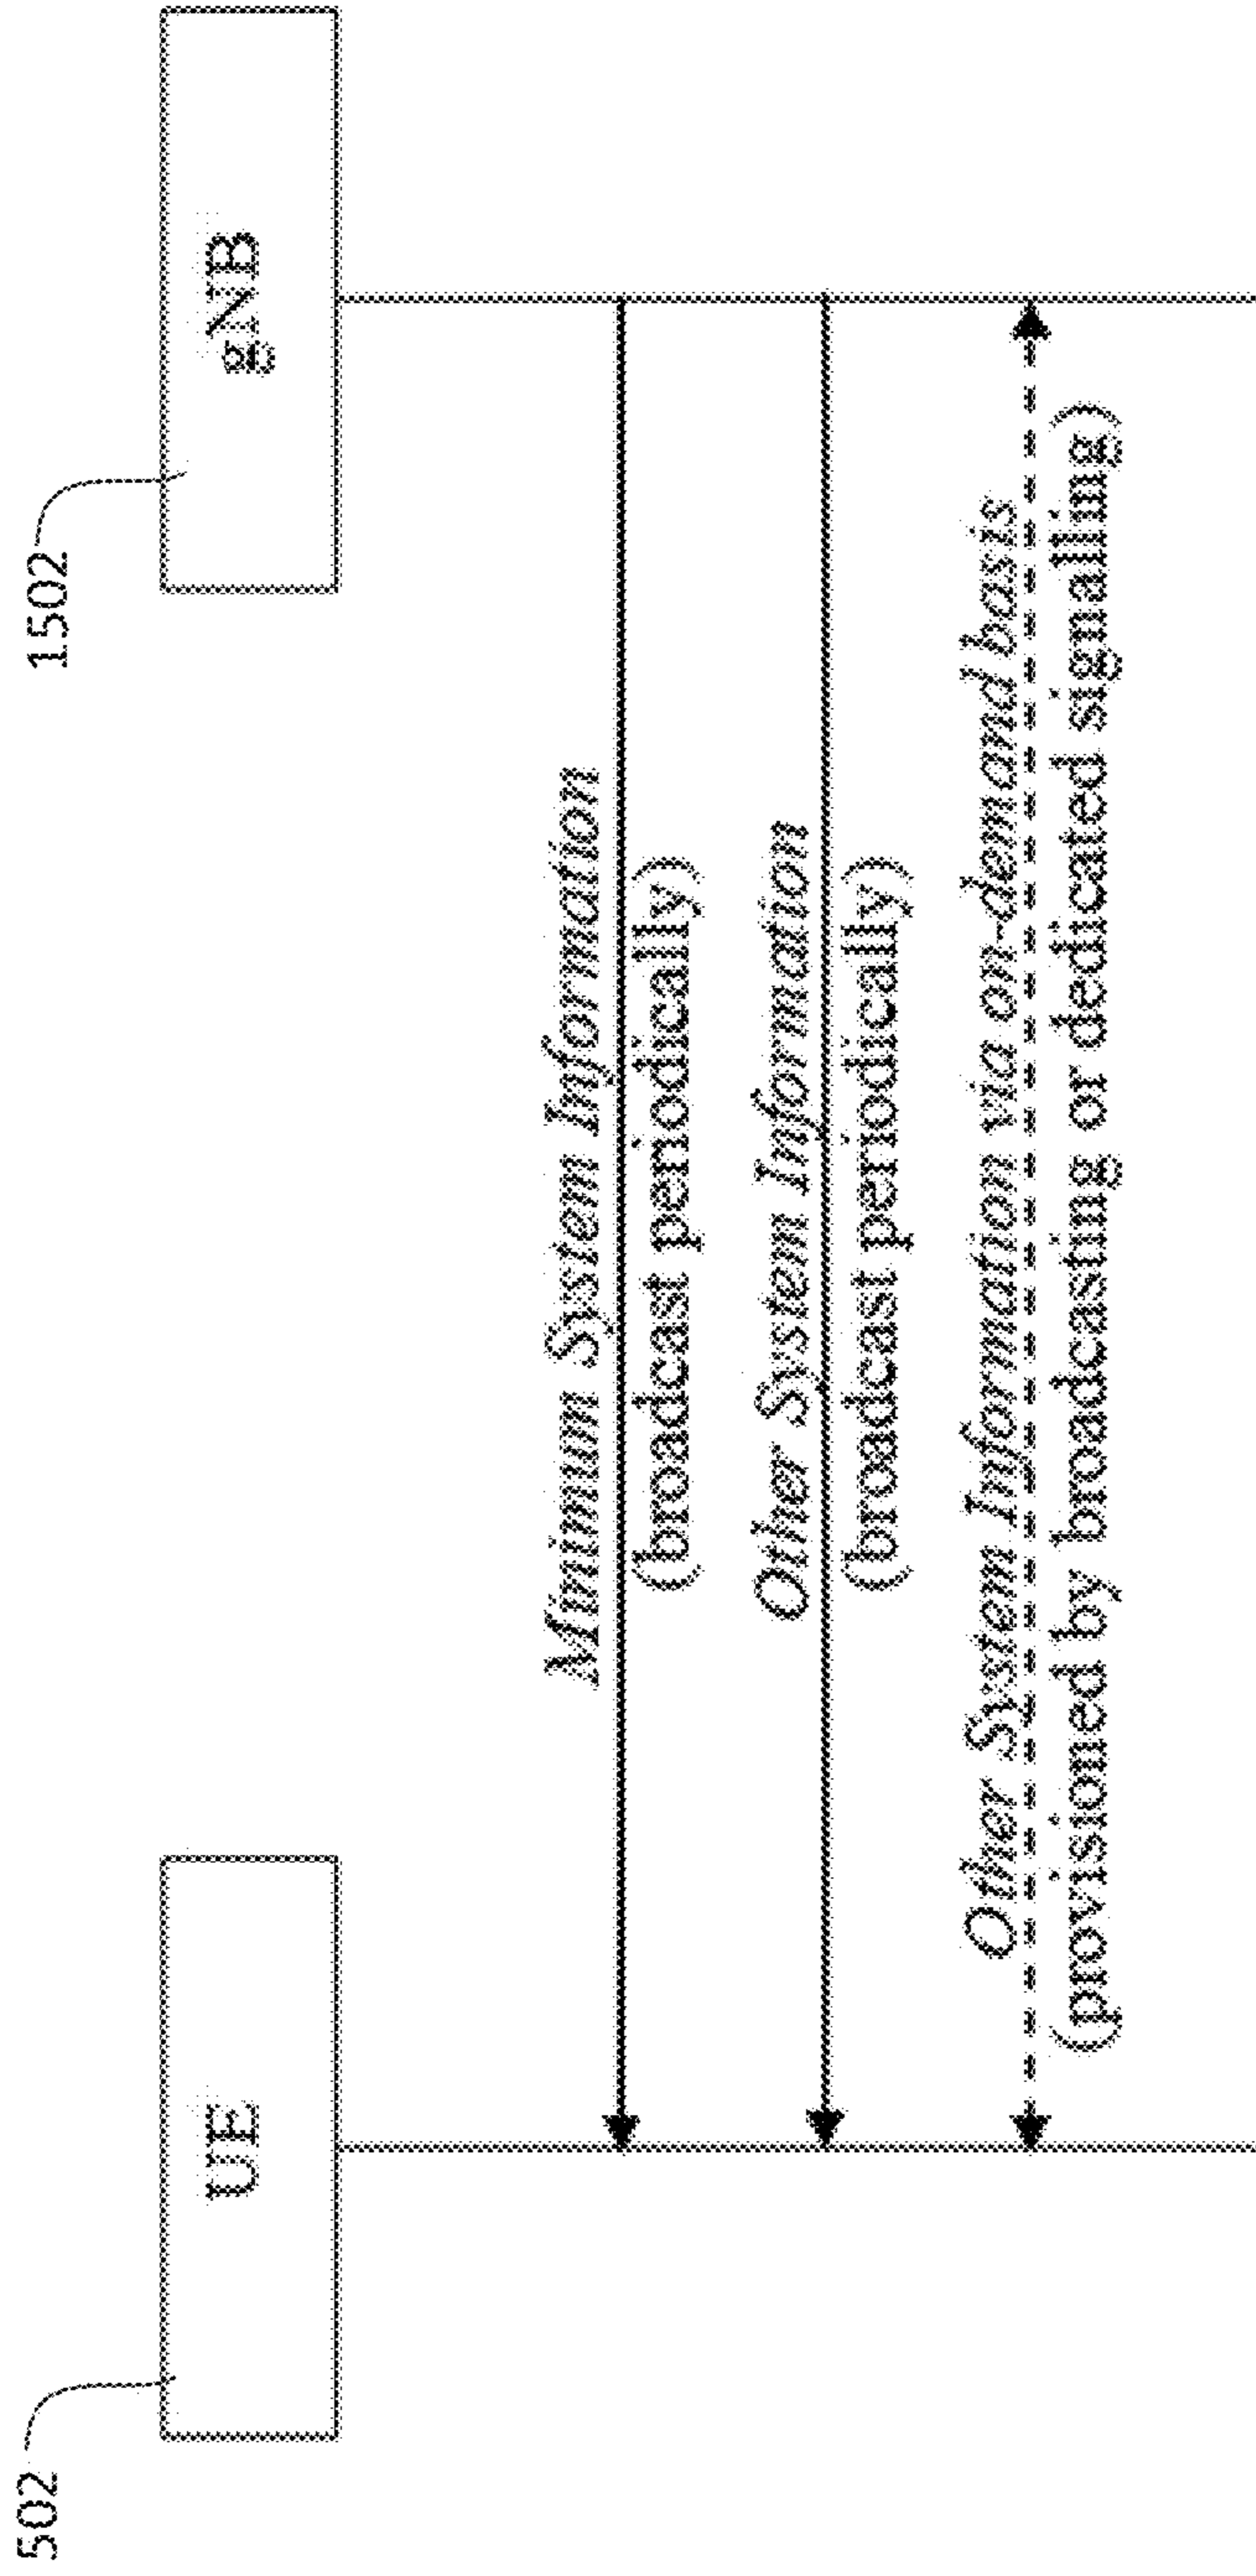 502
UE
1502
gNB
Minimum System Information
(broadcast periodically)
Other System Information
(broadcast periodically)
Other System Information via on-demand basis
(provisioned by broadcasting or dedicated signalling)